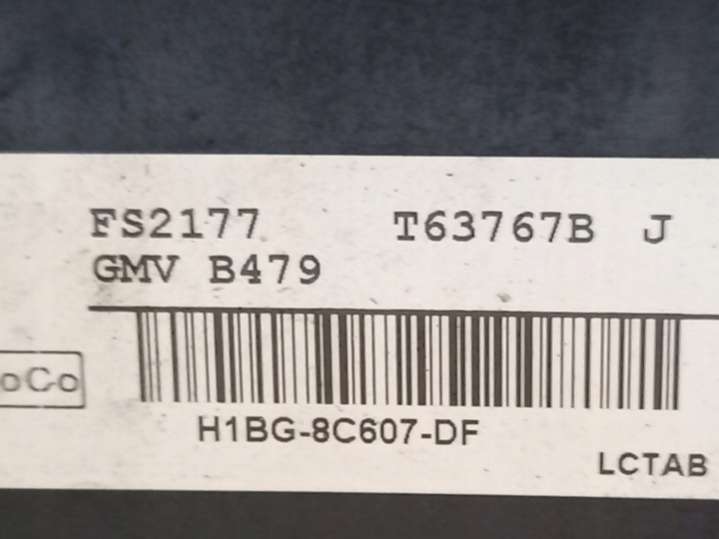 FS2177 T63767B J
GMV B479
oCo
H1BG-8C607-DF
LCTAB